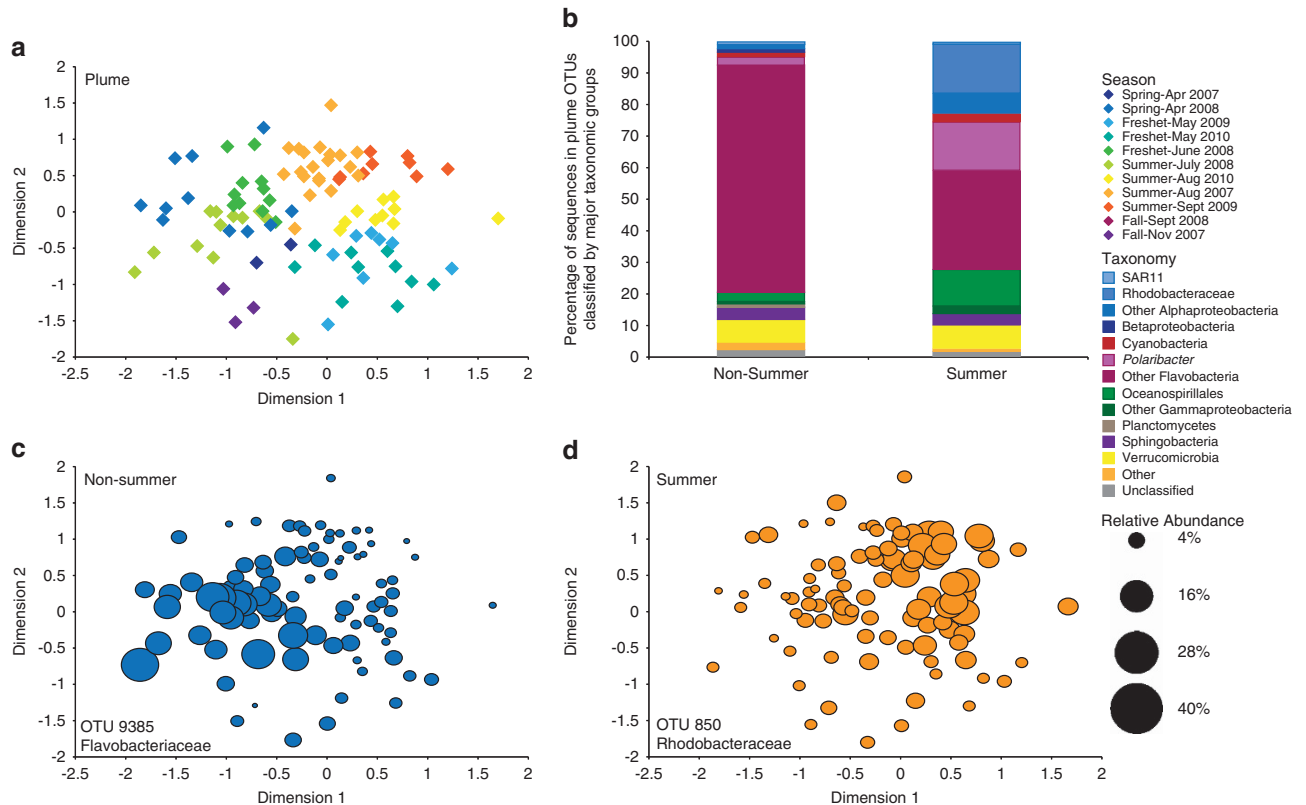 a
Plume
2
1.5
1
0.5
0
-0.5
-1
-1.5
-2
Dimension 2
-2.5
-2
-1.5
-1
-0.5
0
0.5
1
1.5
2
Dimension 1
b
Percentage of sequences in plume OTUs
classified by major taxonomic groups
100
90
80
70
60
50
40
30
20
10
0
Non-Summer
Summer
Season
Spring-Apr 2007
Spring-Apr 2008
Freshet-May 2009
Freshet-May 2010
Freshet-June 2008
Summer-July 2008
Summer-Aug 2010
Summer-Aug 2007
Summer-Sept 2009
Fall-Sept 2008
Fall-Nov 2007
Taxonomy
SAR11
Rhodobacteraceae
Other Alphaproteobacteria
Betaproteobacteria
Cyanobacteria
Polaribacter
Other Flavobacteria
Oceanospirillales
Other Gammaproteobacteria
Planctomycetes
Sphingobacteria
Verrucomicrobia
Other
Unclassified
Relative Abundance
4%
16%
28%
40%
c
Non-summer
2
1.5
1
0.5
0
-0.5
-1
-1.5
-2
Dimension 2
OTU 9385
Flavobacteriaceae
-2.5
-2
-1.5
-1
-0.5
0
0.5
1
1.5
2
Dimension 1
d
Summer
2
1.5
1
0.5
0
-0.5
-1
-1.5
2
Dimension 2
OTU 850
Rhodobacteraceae
-2.5
-2
-1.5
-1
-0.5
0
0.5
1
1.5
2
Dimension 1